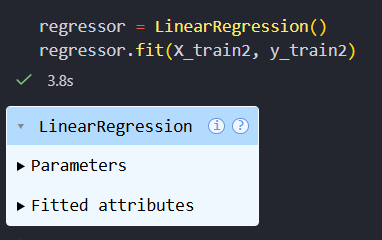 regressor = LinearRegression()
regressor.fit(X_train2, y_train2)
✓ 3.8s
▼ LinearRegression i ?
▶ Parameters
▶ Fitted attributes